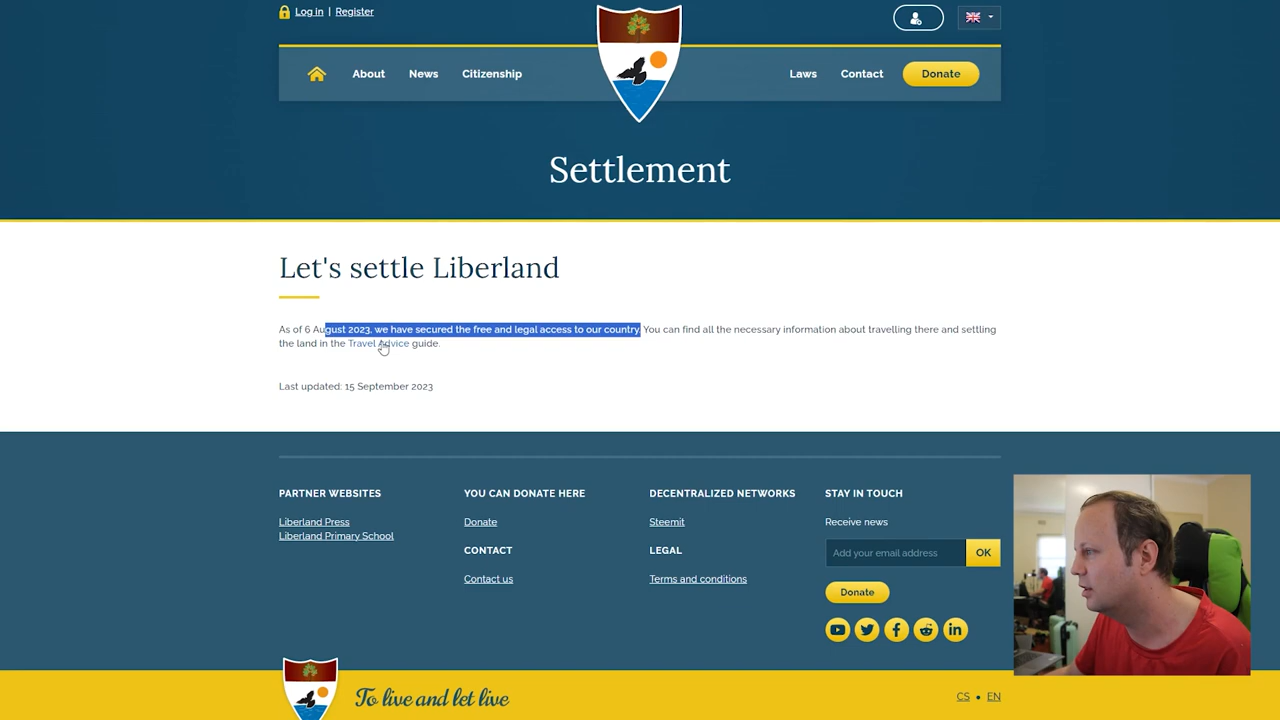 Log in | Register
About News Citizenship Laws Contact Donate
Settlement
Let's settle Liberland
As of 6 August 2023, we have secured the free and legal access to our country. You can find all the necessary information about travelling there and settling
the land in the Travel Advice guide.
Last updated: 15 September 2023
PARTNER WEBSITES
Liberland Press
Liberland Primary School
YOU CAN DONATE HERE
Donate
CONTACT
Contact us
DECENTRALIZED NETWORKS
Steemit
LEGAL
Terms and conditions
STAY IN TOUCH
Receive news
Add your email address OK
Donate
To live and let live
CS • EN